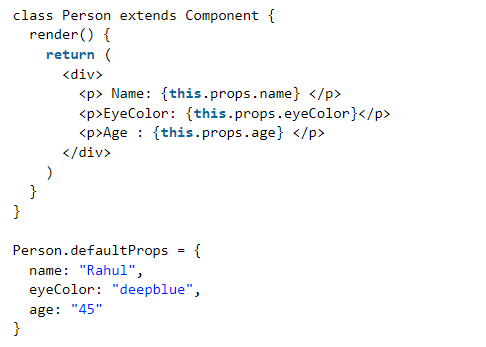 class Person extends Component {
  render() {
    return (
      <div>
        <p> Name: {this.props.name} </p>
        <p>EyeColor: {this.props.eyeColor}</p>
        <p>Age : {this.props.age} </p>
      </div>
    )
  }
}

Person.defaultProps = {
  name: "Rahul",
  eyeColor: "deepblue",
  age: "45"
}